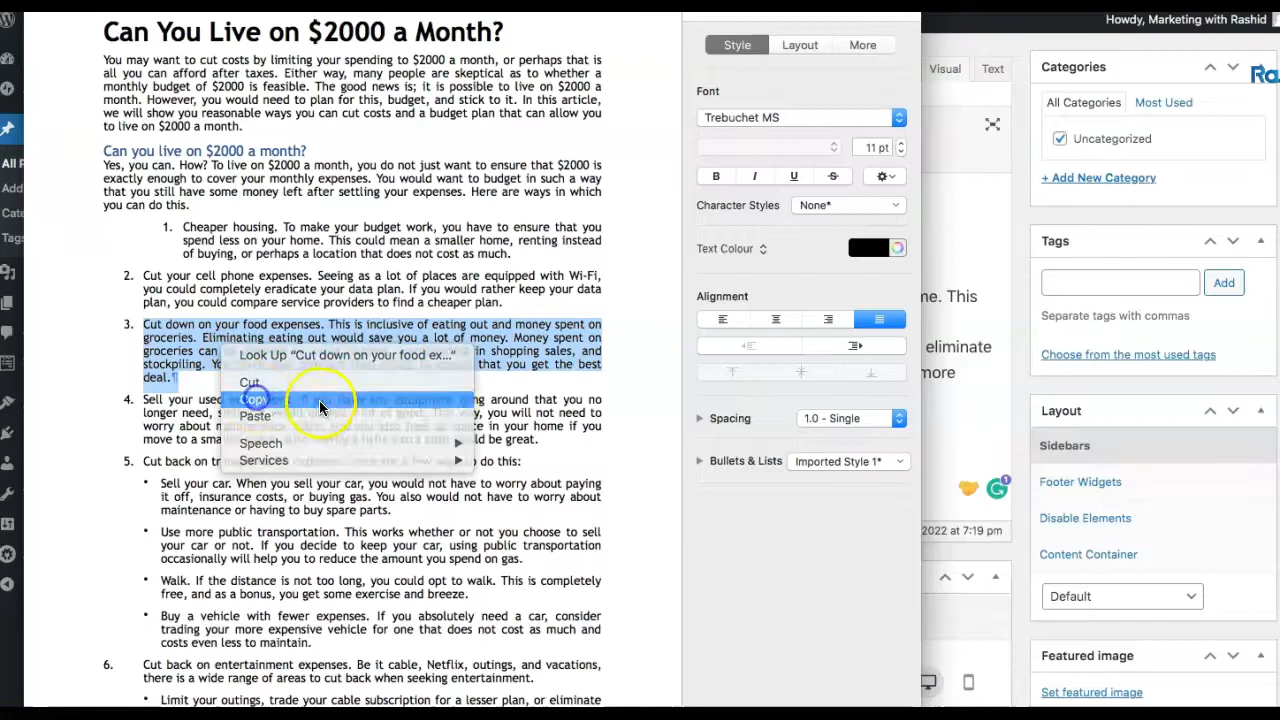 Howdy, Marketing with Rashid
Can You Live on $2000 a Month?
You may want to cut costs by limiting your spending to $2000 a month, or perhaps that is
all you can afford after taxes. Either way, many people are skeptical as to whether a
monthly budget of $2000 is feasible. The good news is; it is possible to live on $2000 a
month. However, you would need to plan for this, budget, and stick to it. In this article,
we will show you reasonable ways you can cut costs and a budget plan that can allow you
to live on $2000 a month.
Can you live on $2000 a month?
Yes, you can. How? To live on $2000 a month, you do not just want to ensure that $2000 is
exactly enough to cover your monthly expenses. You would want to budget in such a way
that you still have some money left after settling your expenses. Here are ways in which
you can do this.
1. Cheaper housing. To make your budget work, you have to ensure that you
spend less on your home. This could mean a smaller home, renting instead
of buying, or perhaps a location that does not cost as much.
2. Cut your cell phone expenses. Seeing as a lot of places are equipped with Wi-Fi,
you could completely eradicate your data plan. If you would rather keep your data
plan, you could compare service providers to find a cheaper plan.
3. Cut down on your food expenses. This is inclusive of eating out and money spent on
groceries. Eliminating eating out would save you a lot of money. Money spent on
groceries can in shopping sales, and
stockpiling. that you get the best
deal.
Look Up "Cut down on your food ex..."
Cut
Copy
Paste
Speech
Services
4. Sell your used around that you no
longer need, you will not need to
worry about in your home if you
move to a be great.
5. Cut back on do this:
• Sell your car. When you sell your car, you would not have to worry about paying
it off, insurance costs, or buying gas. You also would not have to worry about
maintenance or having to buy spare parts.
• Use more public transportation. This works whether or not you choose to sell
your car or not. If you decide to keep your car, using public transportation
occasionally will help you to reduce the amount you spend on gas.
• Walk. If the distance is not too long, you could opt to walk. This is completely
free, and as a bonus, you get some exercise and breeze.
• Buy a vehicle with fewer expenses. If you absolutely need a car, consider
trading your more expensive vehicle for one that does not cost as much and
costs even less to maintain.
6. Cut back on entertainment expenses. Be it cable, Netflix, outings, and vacations,
there is a wide range of areas to cut back when seeking entertainment.
• Limit your outings, trade your cable subscription for a lesser plan, or eliminate
All P
Add
Cate
Tags
Style Layout More
Font
Trebuchet MS
11 pt
B I U S
Character Styles None*
Text Colour
Alignment
Spacing 1.0 - Single
Bullets & Lists Imported Style 1*
Visual Text
me. This
eliminate
more
1
2022 at 7:19 pm
Categories
Ra
All Categories Most Used
Uncategorized
+ Add New Category
Tags
Add
Separate tags with commas
Choose from the most used tags
Layout
Sidebars
Footer Widgets
Disable Elements
Content Container
Default
Featured image
Set featured image